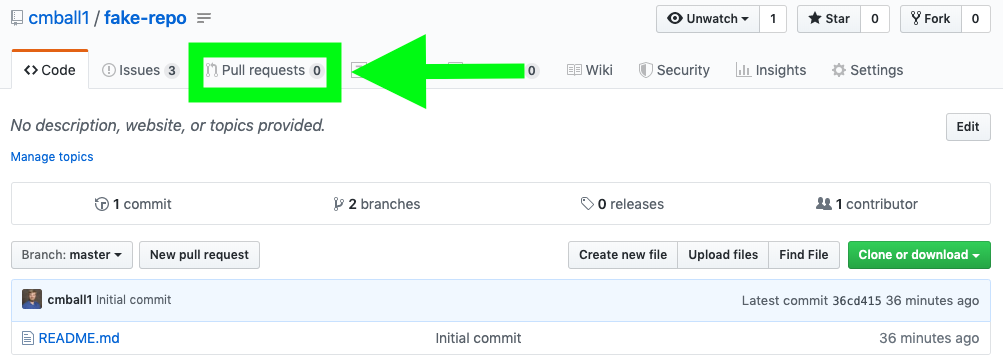 cmball1 / fake-repo Unwatch 1 Star 0 Fork 0
Code Issues 3 Pull requests 0 0 Wiki Security Insights Settings
No description, website, or topics provided. Edit
Manage topics
1 commit 2 branches 0 releases 1 contributor
Branch: master New pull request Create new file Upload files Find File Clone or download
cmball1 Initial commit Latest commit 36cd415 36 minutes ago
README.md Initial commit 36 minutes ago